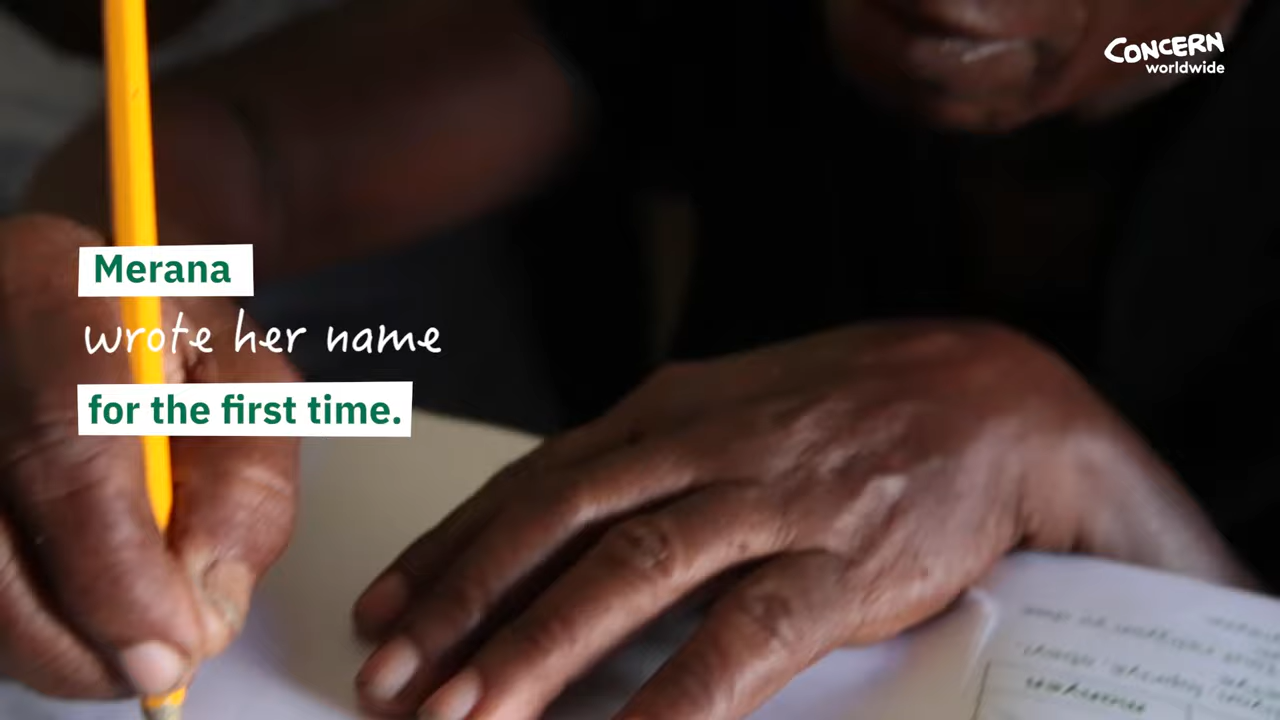 CONCERN
worldwide
Merana
wrote her name
for the first time.